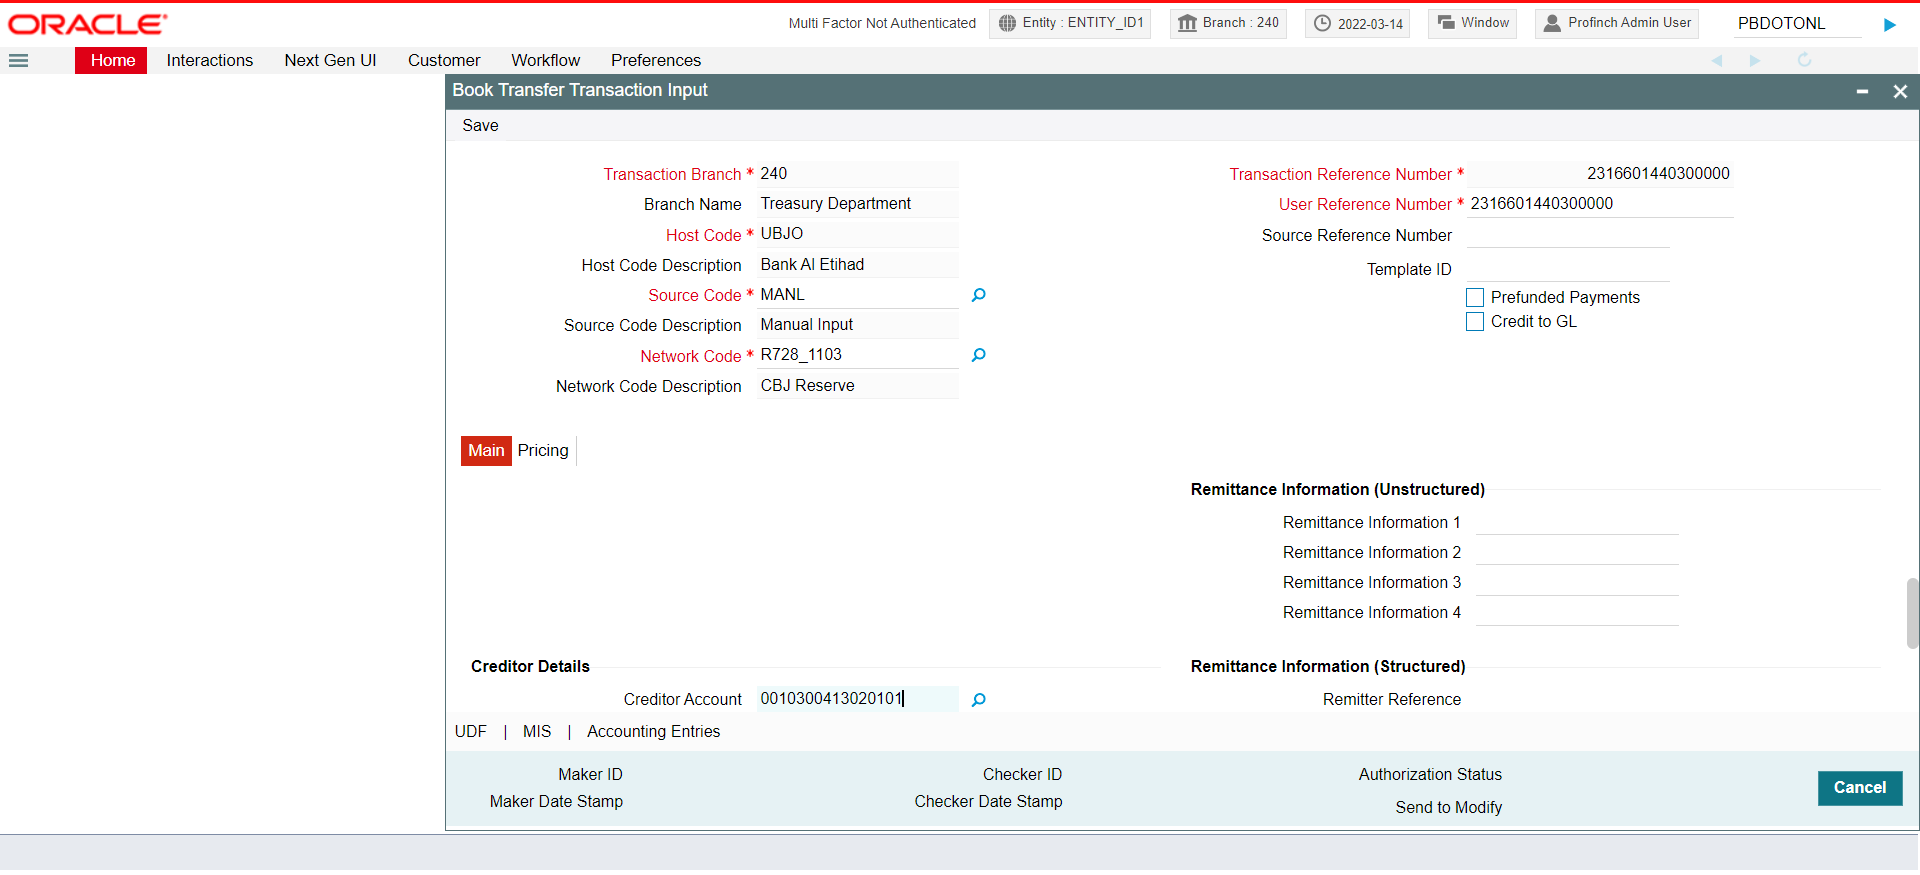 ORACLE
Multi Factor Not Authenticated
Entity : ENTITY_ID1
Branch : 240
2022-03-14
Window
Profinch Admin User
PBDOTONL
Home
Interactions
Next Gen UI
Customer
Workflow
Preferences
Book Transfer Transaction Input
Save
Transaction Branch * 240
Branch Name Treasury Department
Host Code * UBJO
Host Code Description Bank Al Etihad
Source Code * MANL
Source Code Description Manual Input
Network Code * R728_1103
Network Code Description CBJ Reserve
Transaction Reference Number * 2316601440300000
User Reference Number * 2316601440300000
Source Reference Number
Template ID
Prefunded Payments
Credit to GL
Main
Pricing
Remittance Information (Unstructured)
Remittance Information 1
Remittance Information 2
Remittance Information 3
Remittance Information 4
Creditor Details
Creditor Account 0010300413020101
Remittance Information (Structured)
Remitter Reference
UDF | MIS | Accounting Entries
Maker ID
Maker Date Stamp
Checker ID
Checker Date Stamp
Authorization Status
Send to Modify
Cancel